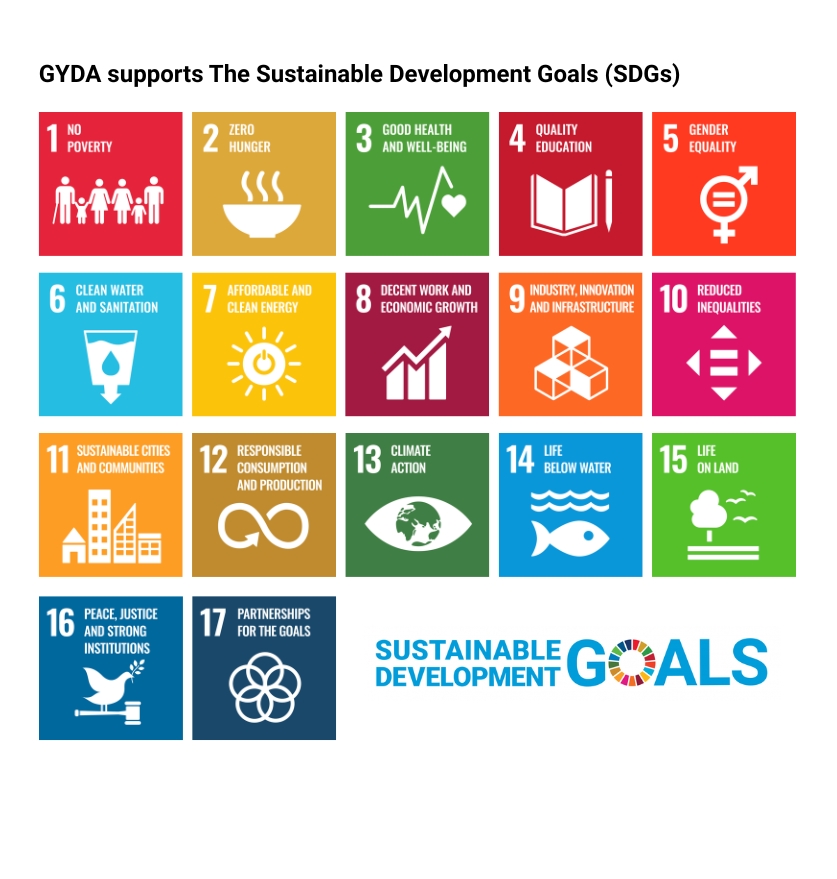 GYDA supports The Sustainable Development Goals (SDGs)
1 NO
POVERTY
2 ZERO
HUNGER
3 GOOD HEALTH
AND WELL-BEING
4 QUALITY
EDUCATION
5 GENDER
EQUALITY
6 CLEAN WATER
AND SANITATION
7 AFFORDABLE AND
CLEAN ENERGY
8 DECENT WORK AND
ECONOMIC GROWTH
9 INDUSTRY, INNOVATION
AND INFRASTRUCTURE
10 REDUCED
INEQUALITIES
11 SUSTAINABLE CITIES
AND COMMUNITIES
12 RESPONSIBLE
CONSUMPTION
AND PRODUCTION
13 CLIMATE
ACTION
14 LIFE
BELOW WATER
15 LIFE
ON LAND
16 PEACE, JUSTICE
AND STRONG
INSTITUTIONS
17 PARTNERSHIPS
FOR THE GOALS
SUSTAINABLE
DEVELOPMENT
GOALS